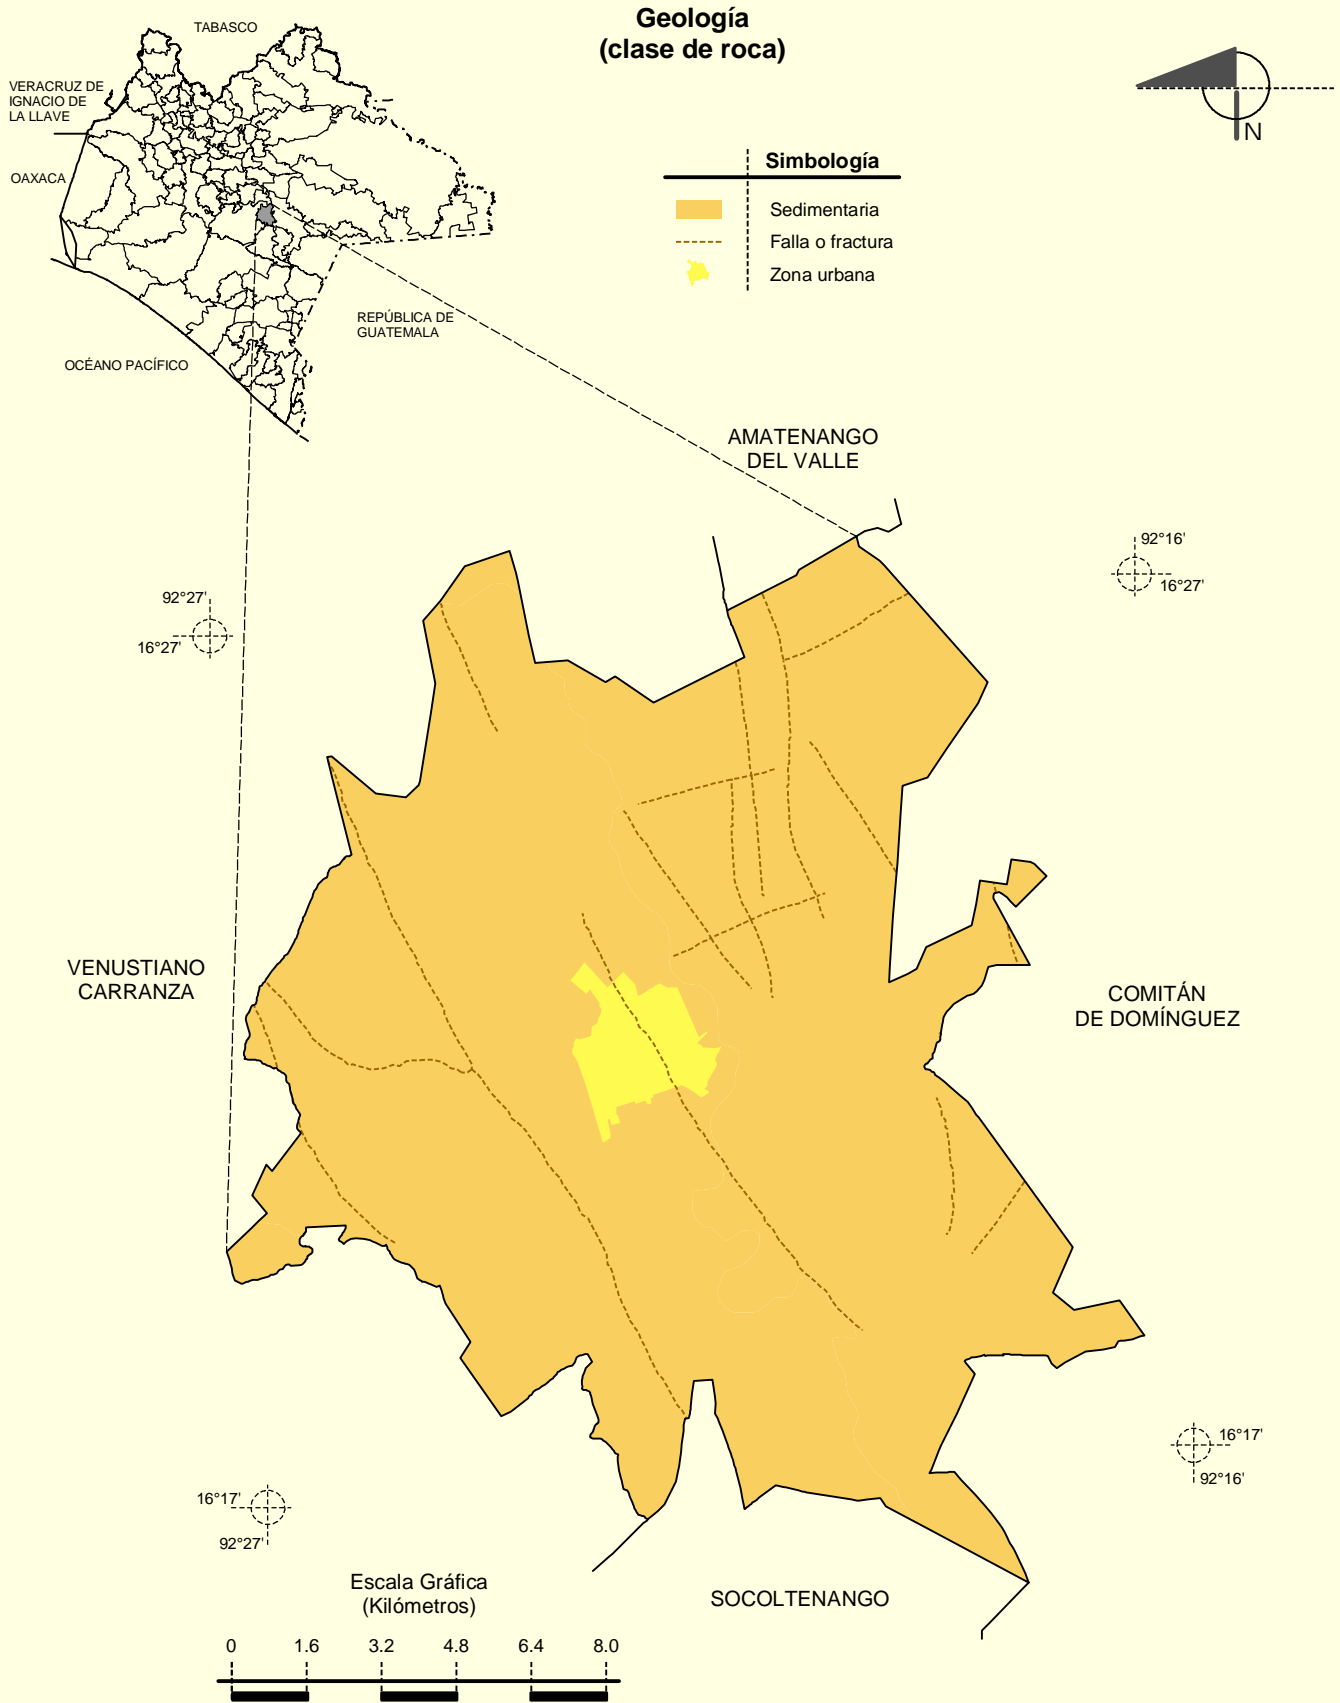 Geología
(clase de roca)
TABASCO
VERACRUZ DE
IGNACIO DE
LA LLAVE
OAXACA
REPÚBLICA DE
GUATEMALA
OCÉANO PACÍFICO
N
Simbología
Sedimentaria
Falla o fractura
Zona urbana
AMATENANGO
DEL VALLE
92°16'
16°27'
92°27'
16°27'
VENUSTIANO
CARRANZA
COMITÁN
DE DOMÍNGUEZ
16°17'
92°16'
16°17'
92°27'
SOCOLTENANGO
Escala Gráfica
(Kilómetros)
0 1.6 3.2 4.8 6.4 8.0